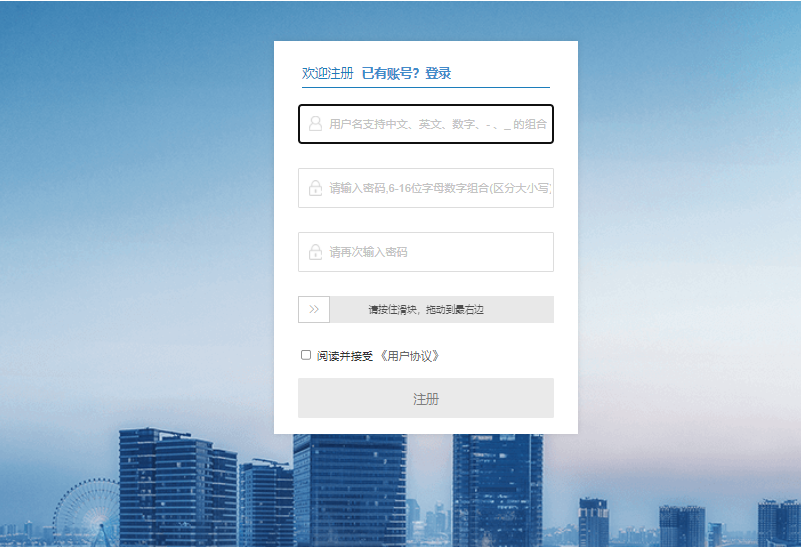 欢迎注册 已有账号？登录
用户名支持中文、英文、数字、-、_ 的组合
请输入密码,6-16位字母数字组合(区分大小写)
请再次输入密码
>> 请按住滑块，拖动到最右边
阅读并接受 《用户协议》
注册